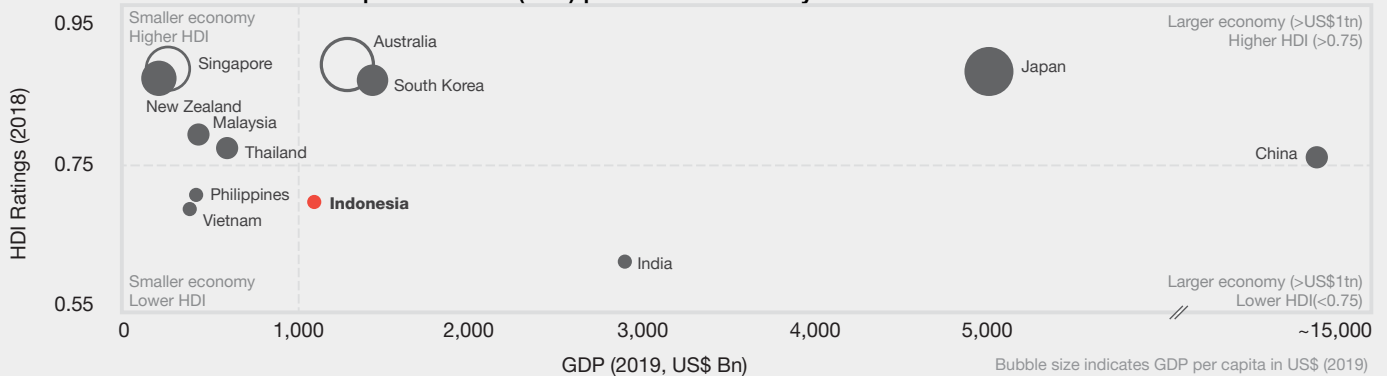 0.95
0.75
0.55
HDI Ratings (2018)
Smaller economy
Higher HDI
Larger economy (>US$1tn)
Higher HDI (>0.75)
Australia
Singapore
South Korea
Japan
New Zealand
Malaysia
Thailand
China
Philippines
Indonesia
Vietnam
India
Smaller economy
Lower HDI
Larger economy (>US$1tn)
Lower HDI(<0.75)
0
1,000
2,000
3,000
4,000
5,000
~15,000
GDP (2019, US$ Bn)
Bubble size indicates GDP per capita in US$ (2019)